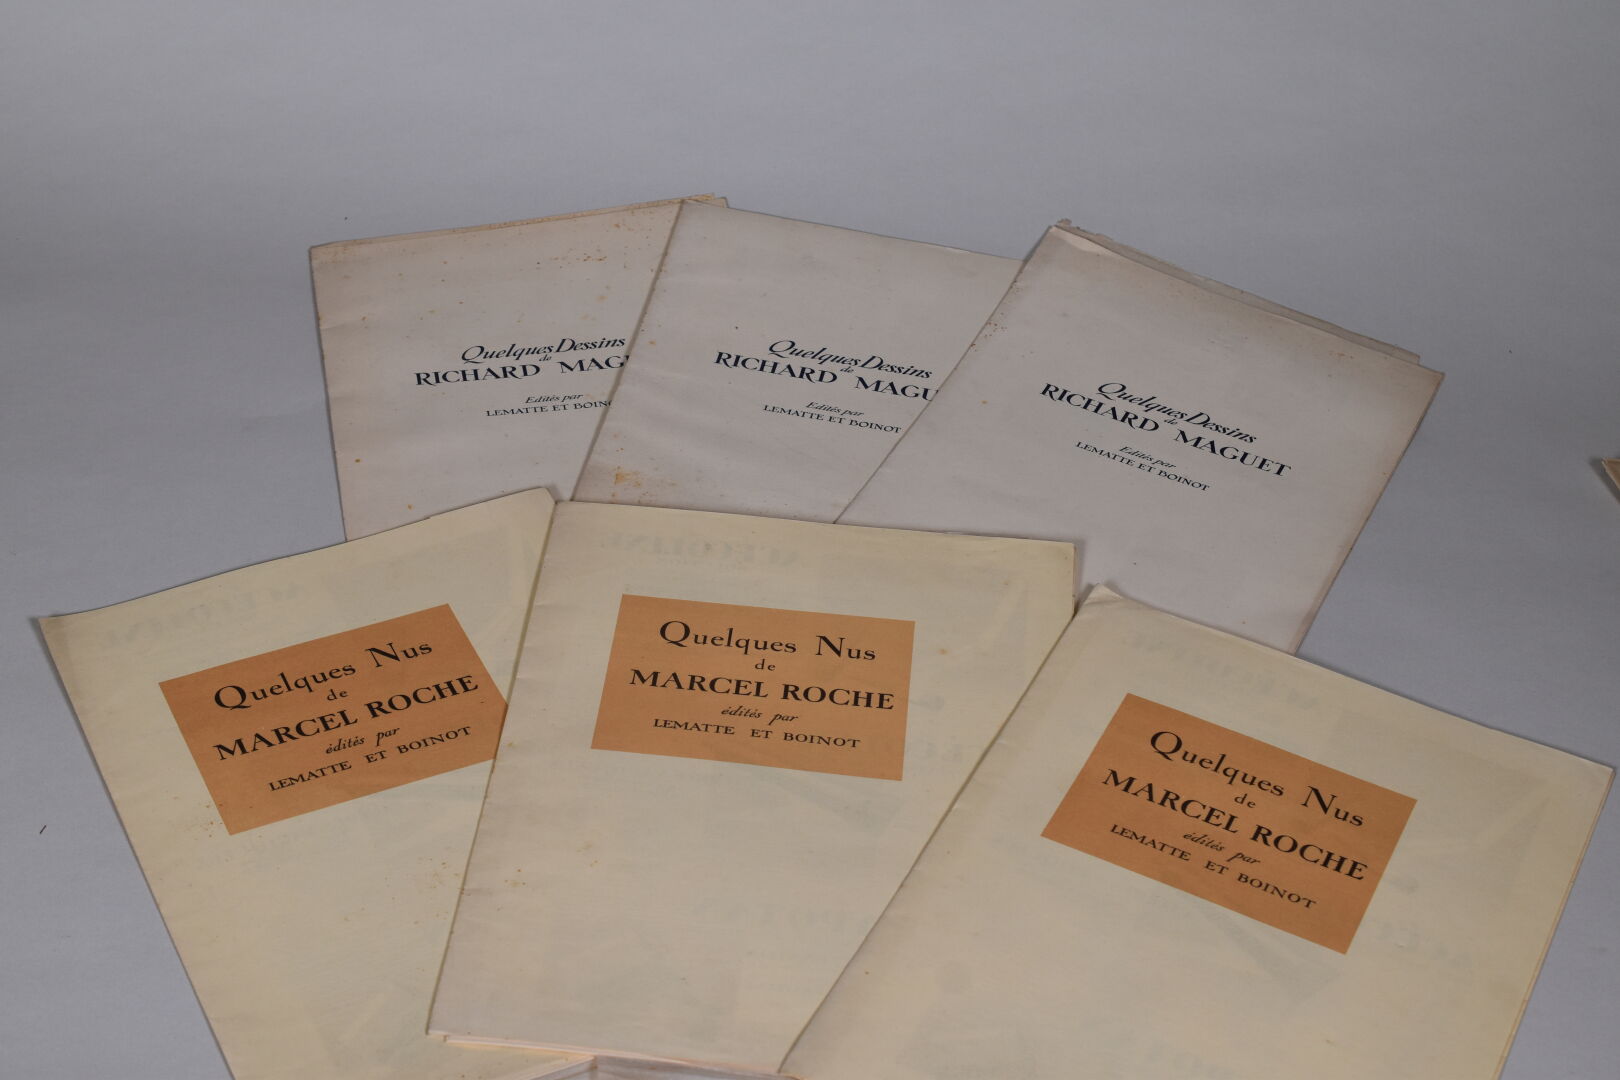 Quelques Dessins
de
RICHARD MAGU
Edités par
LEMATTE ET BOINO
Quelques Dessins
de
RICHARD MAGU
Edités par
LEMATTE ET BOINOT
Quelques Dessins
de
RICHARD MAGUET
Edités par
LEMATTE ET BOINOT
Quelques Nus
de
MARCEL ROCHE
édités par
LEMATTE ET BOINOT
Quelques Nus
de
MARCEL ROCHE
édités par
LEMATTE ET BOINOT
Quelques Nus
de
MARCEL ROCHE
édités par
LEMATTE ET BOINOT